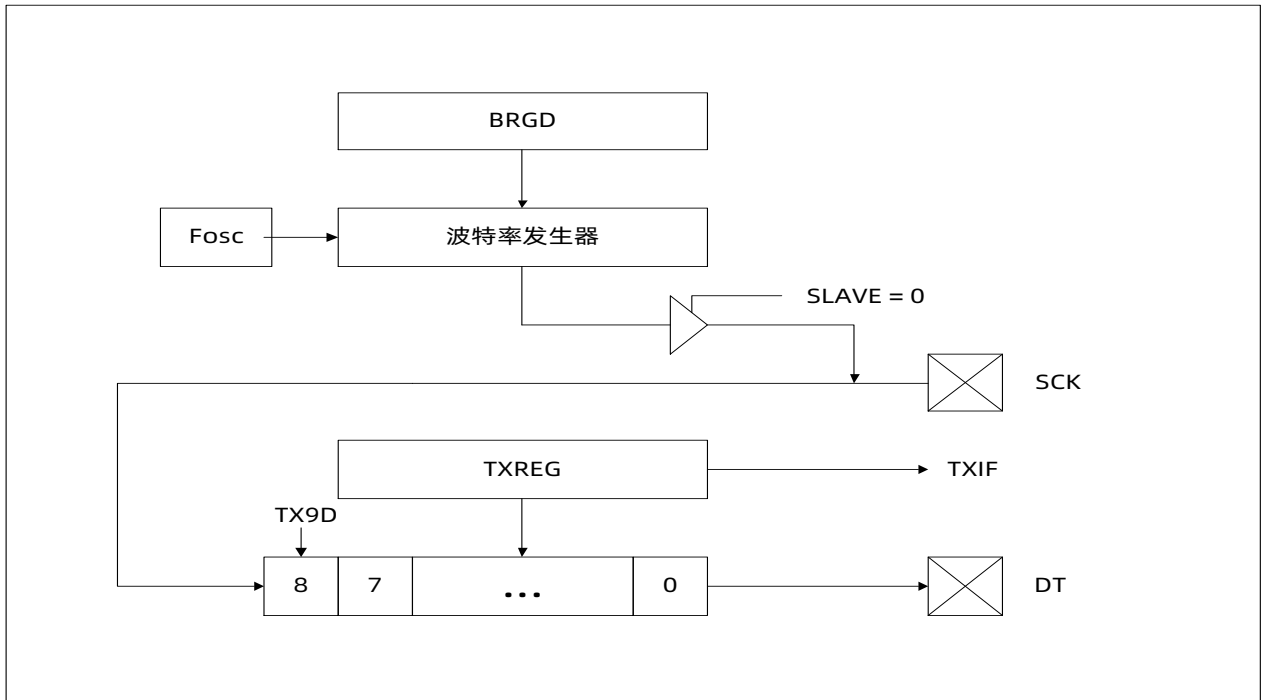 BRGD
Fosc
波特率发生器
SLAVE = 0
SCK
TXREG
TXIF
TX9D
8
7
...
0
DT